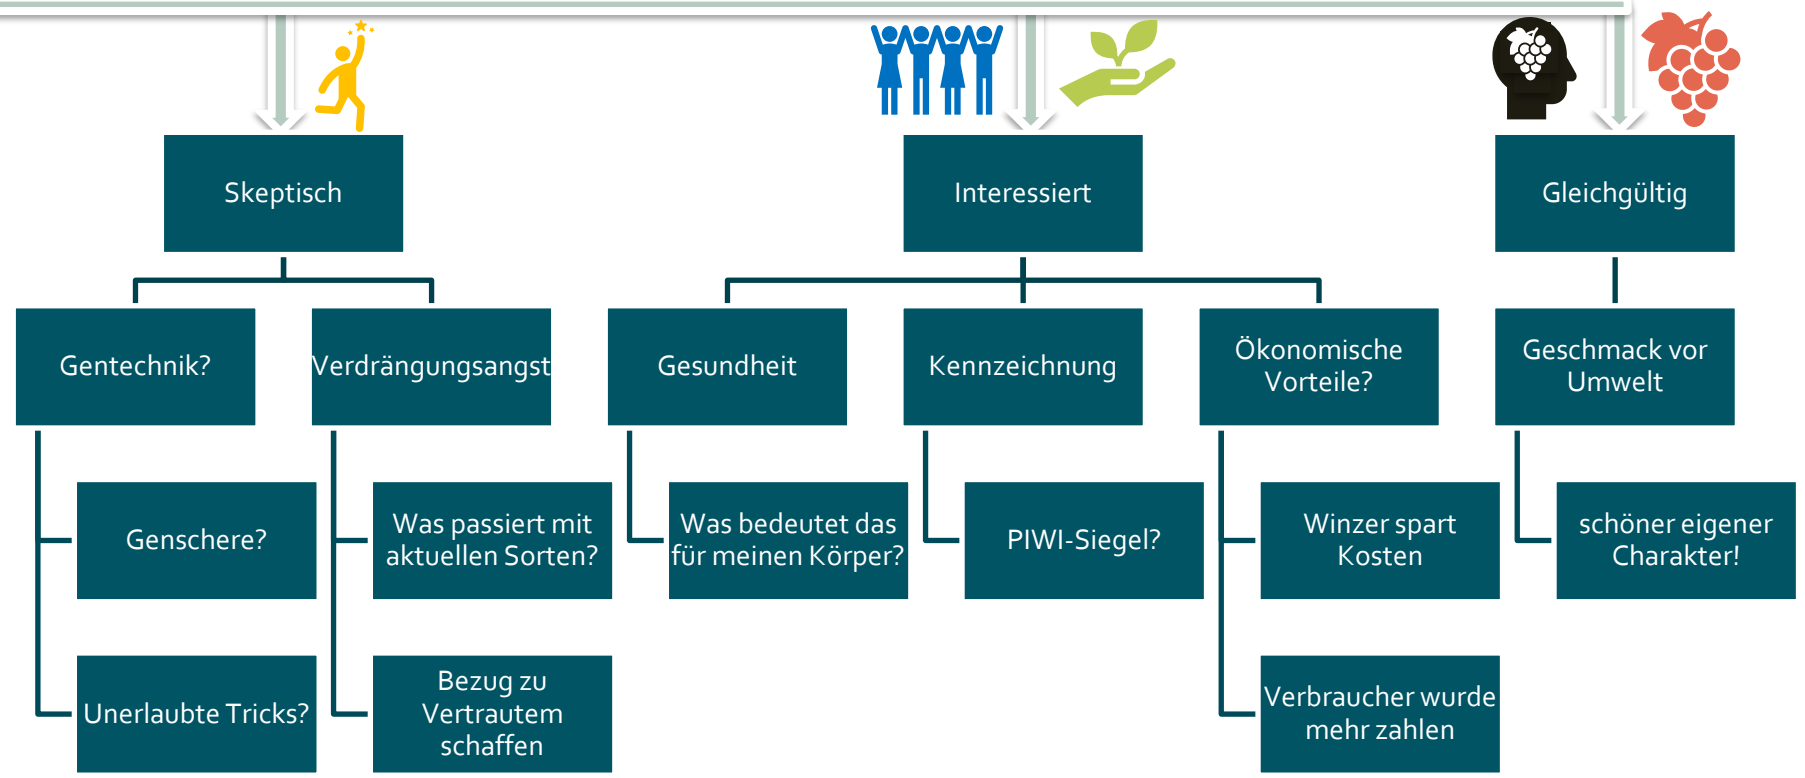 Skeptisch
Interessiert
Gleichgültig
Gentechnik?
Verdrängungsangst
Gesundheit
Kennzeichnung
Ökonomische
Vorteile?
Geschmack vor
Umwelt
Genschere?
Was passiert mit
aktuellen Sorten?
Was bedeutet das
für meinen Körper?
PIWI-Siegel?
Winzer spart
Kosten
schöner eigener
Charakter!
Unerlaubte Tricks?
Bezug zu
Vertrautem
schaffen
Verbraucher wurde
mehr zahlen